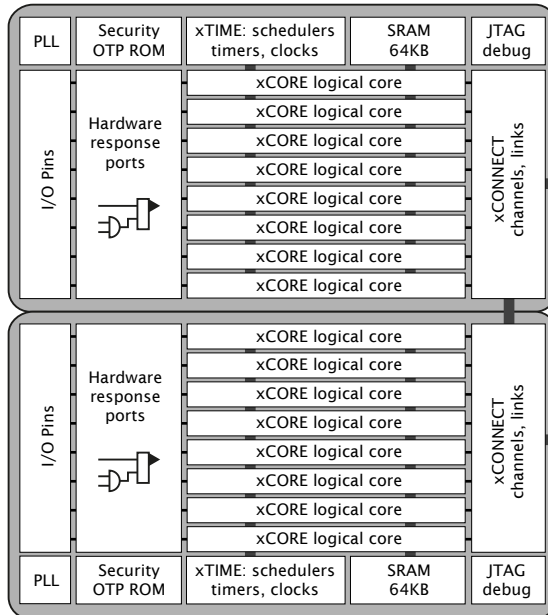 PLL
Security
OTP ROM
xTIME: schedulers
timers, clocks
SRAM
64KB
JTAG
debug
I/O Pins
Hardware
response
ports
xCORE logical core
xCORE logical core
xCORE logical core
xCORE logical core
xCORE logical core
xCORE logical core
xCORE logical core
xCORE logical core
xCONNECT
channels, links
I/O Pins
Hardware
response
ports
xCORE logical core
xCORE logical core
xCORE logical core
xCORE logical core
xCORE logical core
xCORE logical core
xCORE logical core
xCORE logical core
xCONNECT
channels, links
PLL
Security
OTP ROM
xTIME: schedulers
timers, clocks
SRAM
64KB
JTAG
debug